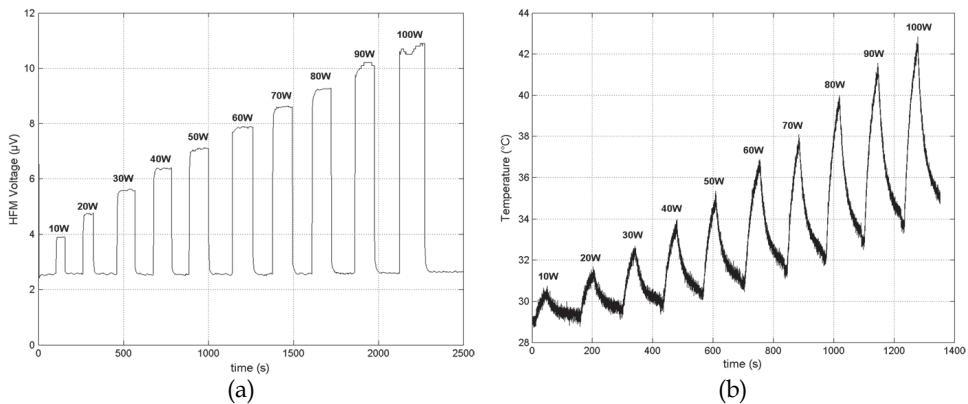 12
10
8
6
4
2
0
HFM Voltage (µV)
10W
20W
30W
40W
50W
60W
70W
80W
90W
100W
0 500 1000 1500 2000 2500
time (s)
(a)
44
42
40
38
36
34
32
30
28
Temperature (°C)
10W
20W
30W
40W
50W
60W
70W
80W
90W
100W
0 200 400 600 800 1000 1200 1400
time (s)
(b)